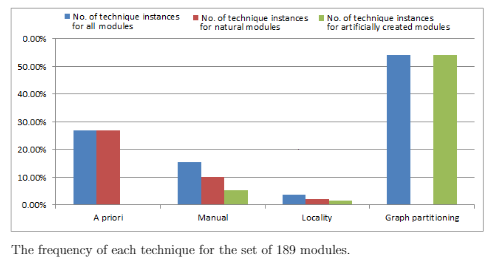 No. of technique instances for all modules
No. of technique instances for natural modules
No. of technique instances for artificially created modules
0.00%
50.00%
40.00%
30.00%
20.00%
10.00%
0.00%
A priori
Manual
Locality
Graph partitioning
The frequency of each technique for the set of 189 modules.